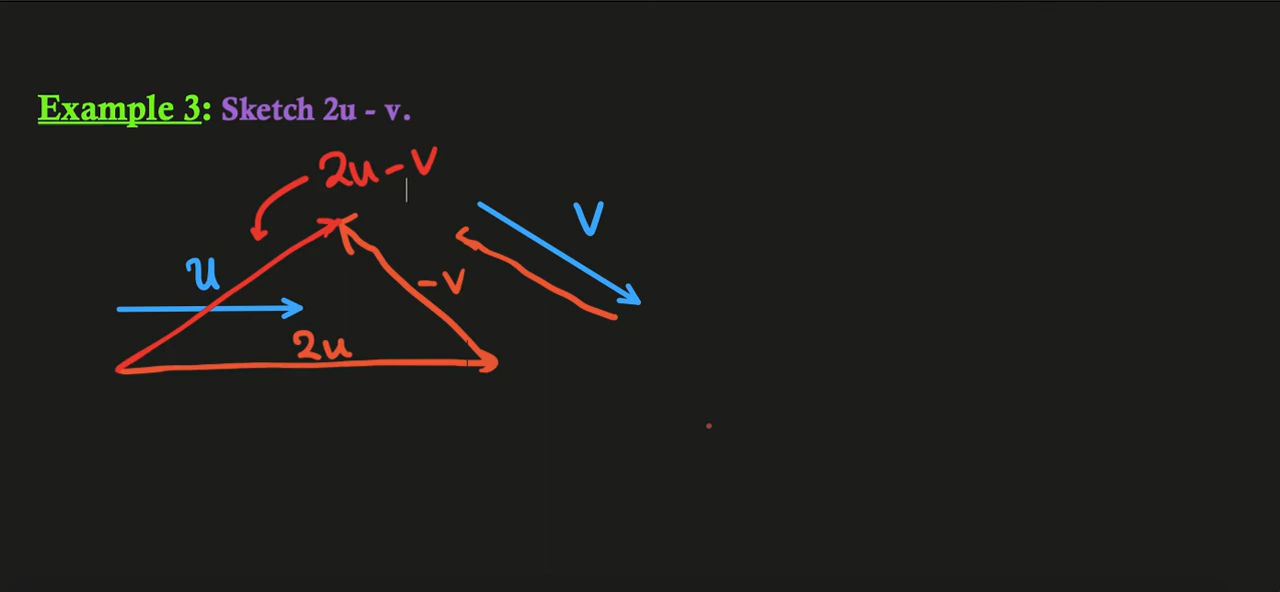 Example 3: Sketch 2u - v.
2u - v
v
u
- v
2u